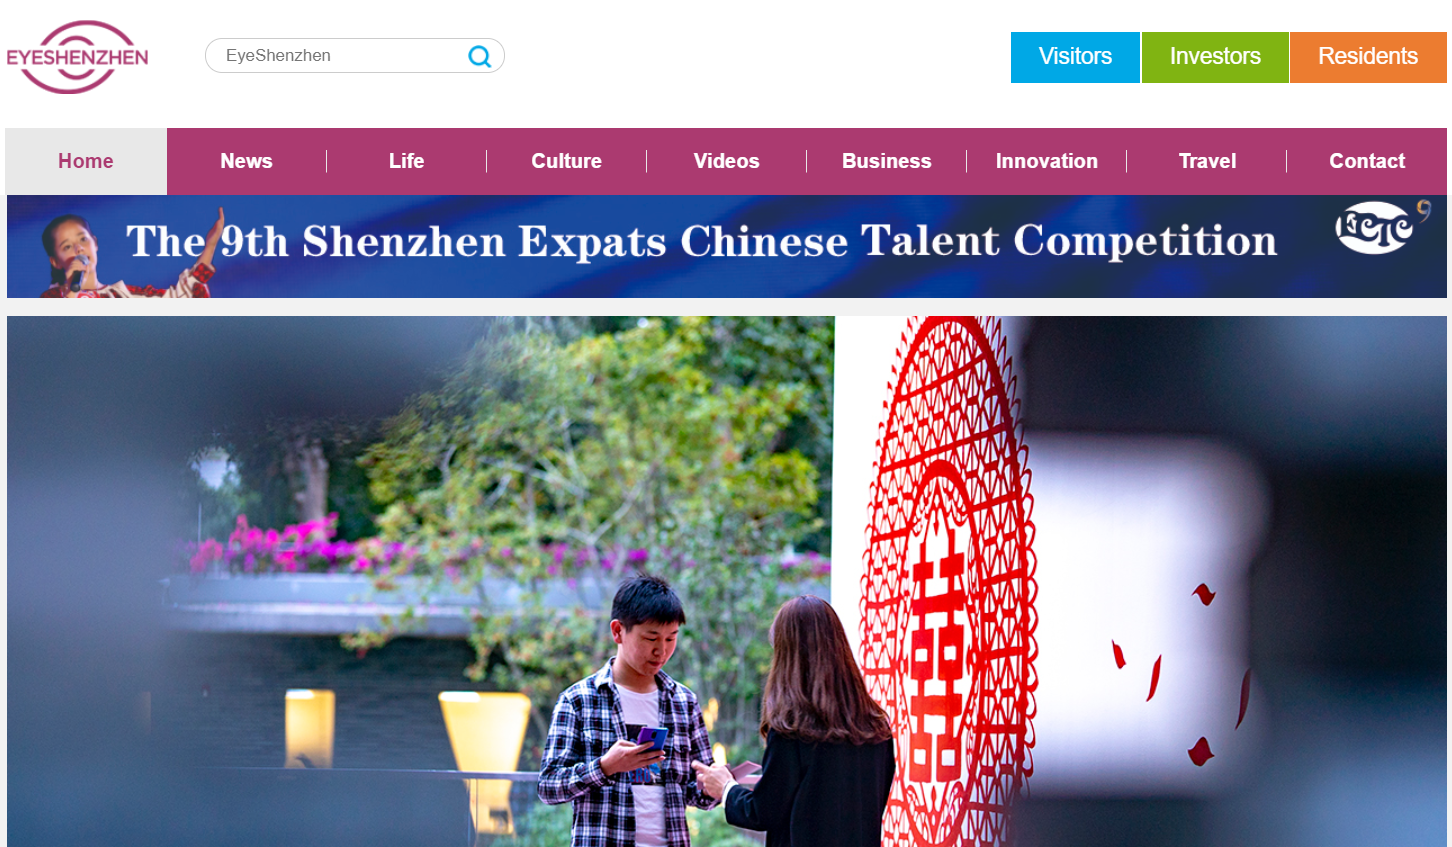 EYESHENZHEN
EyeShenzhen
Visitors
Investors
Residents
Home
News
Life
Culture
Videos
Business
Innovation
Travel
Contact
The 9th Shenzhen Expats Chinese Talent Competition
ECTC 9
囍